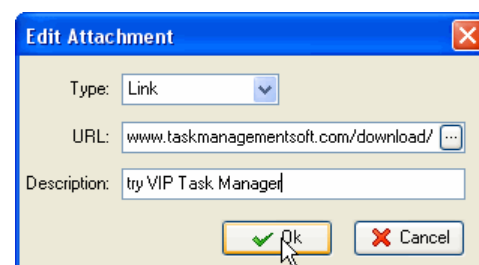 Edit Attachment
Type: Link
URL: www.taskmanagementsoft.com/download/ ...
Description: try VIP Task Manager
Ok Cancel